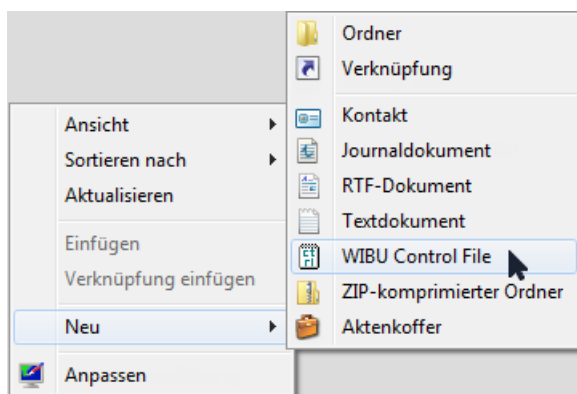 Ansicht
Sortieren nach
Aktualisieren
Einfügen
Verknüpfung einfügen
Neu
Anpassen
Ordner
Verknüpfung
Kontakt
Journaldokument
RTF-Dokument
Textdokument
WIBU Control File
ZIP-komprimierter Ordner
Aktenkoffer